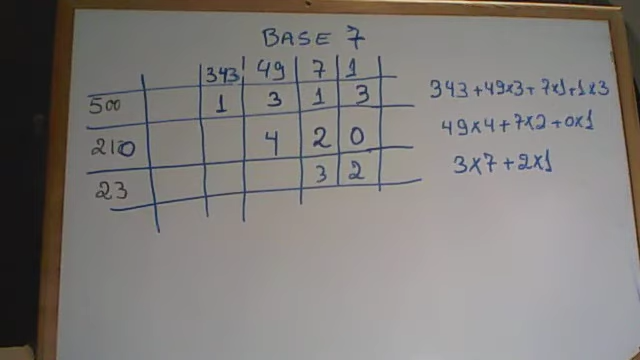 BASE 7
343 49 7 1
500 1 3 1 3 343+49x3+7x1+1x3
210 4 2 0 49x4+7x2+0x1
23 3 2 3x7+2x1